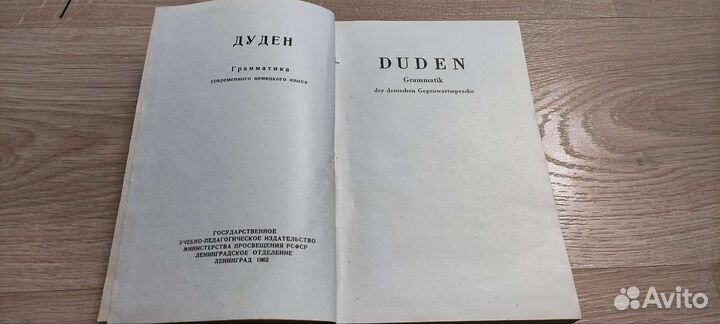 ДУДЕН
Грамматика
современного немецкого языка
ГОСУДАРСТВЕННОЕ
УЧЕБНО-ПЕДАГОГИЧЕСКОЕ ИЗДАТЕЛЬСТВО
МИНИСТЕРСТВА ПРОСВЕЩЕНИЯ РСФСР
ЛЕНИНГРАДСКОЕ ОТДЕЛЕНИЕ
ЛЕНИНГРАД 1962
DUDEN
Grammatik
der deutschen Gegenwartssprache
Avito